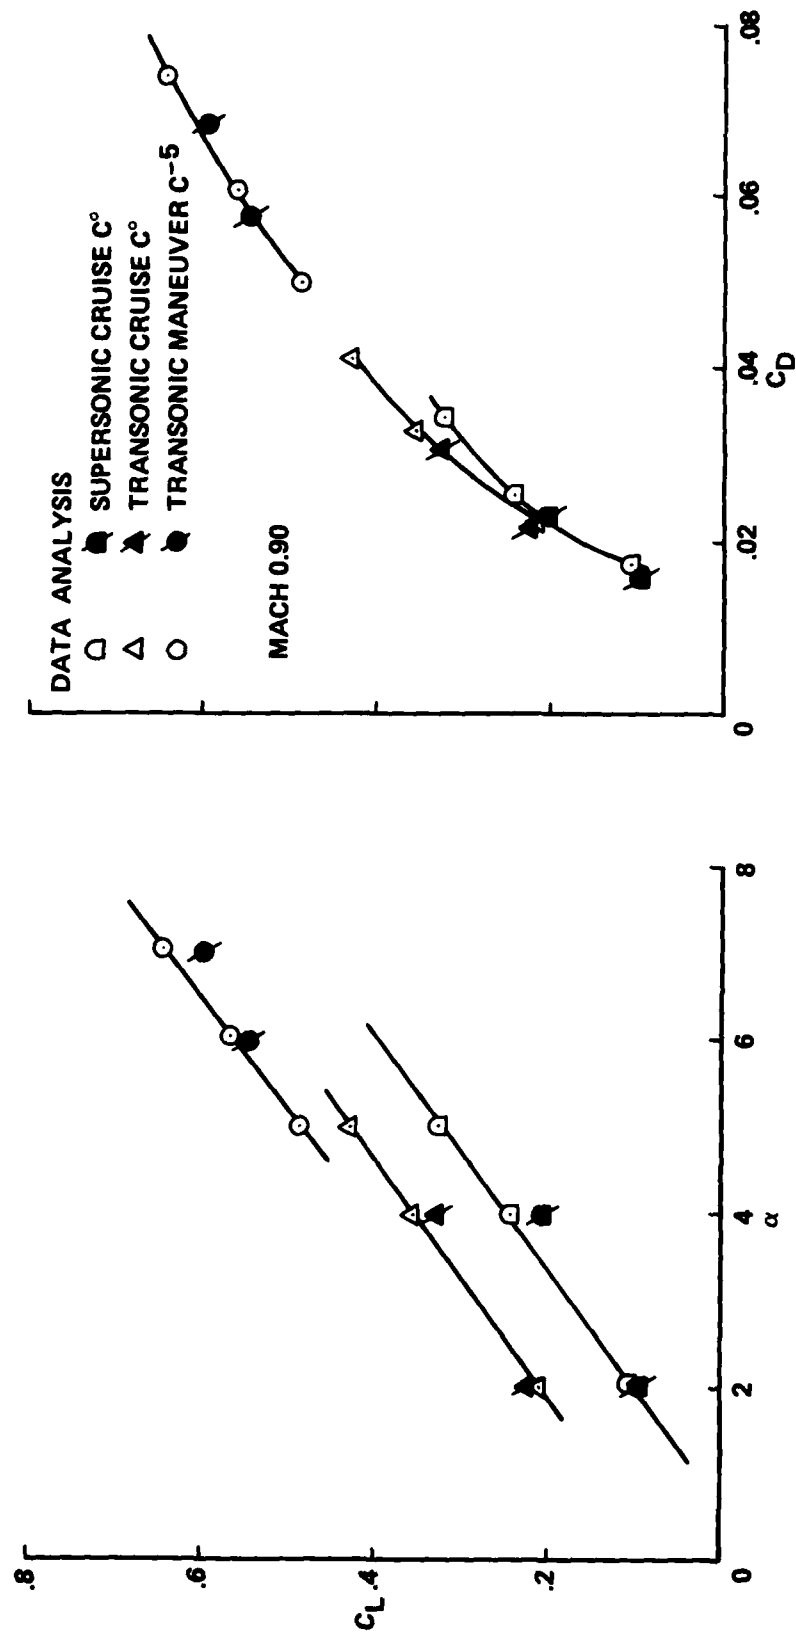 .8
.6
C_L
.4
.2
0
2
4
6
8
α
DATA ANALYSIS
SUPERSONIC CRUISE C°
TRANSONIC CRUISE C°
TRANSONIC MANEUVER C-5
MACH 0.90
0
.02
.04
.06
.08
C_D